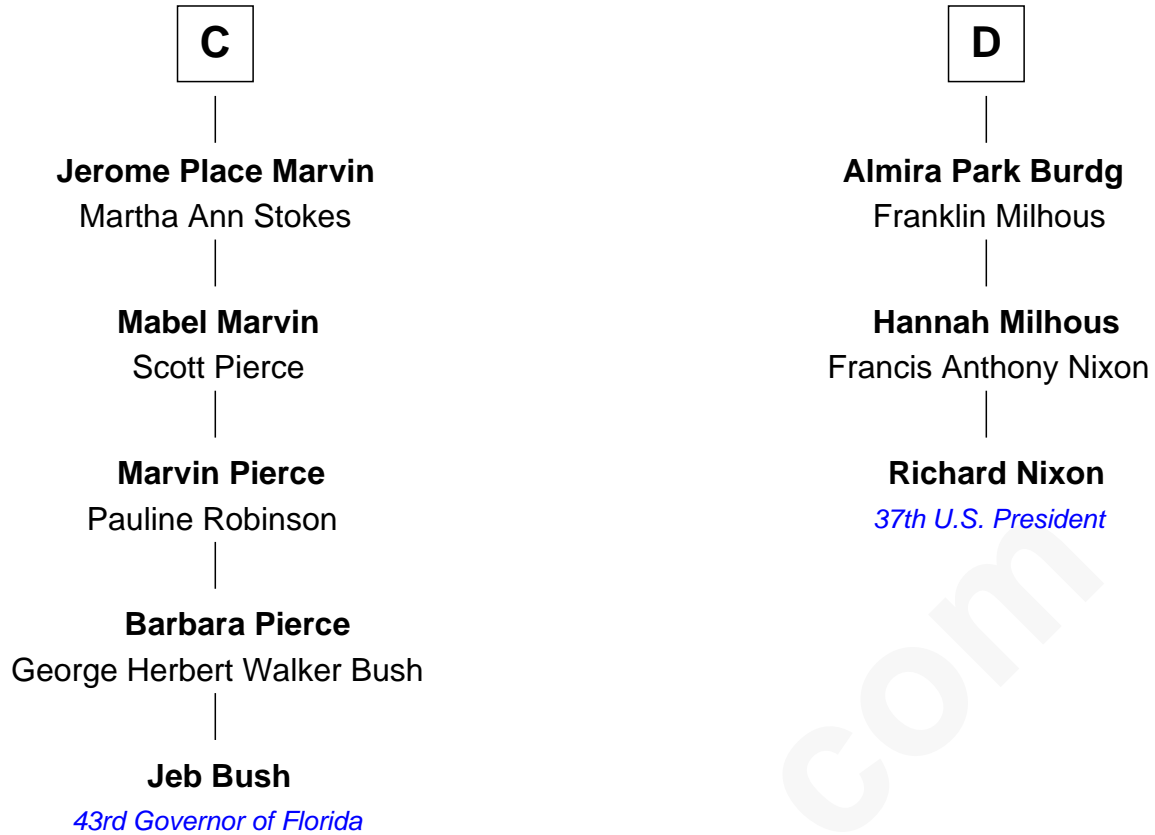 C
Jerome Place Marvin
Martha Ann Stokes
Mabel Marvin
Scott Pierce
Marvin Pierce
Pauline Robinson
Barbara Pierce
George Herbert Walker Bush
Jeb Bush
43rd Governor of Florida
D
Almira Park Burdg
Franklin Milhous
Hannah Milhous
Francis Anthony Nixon
Richard Nixon
37th U.S. President
com